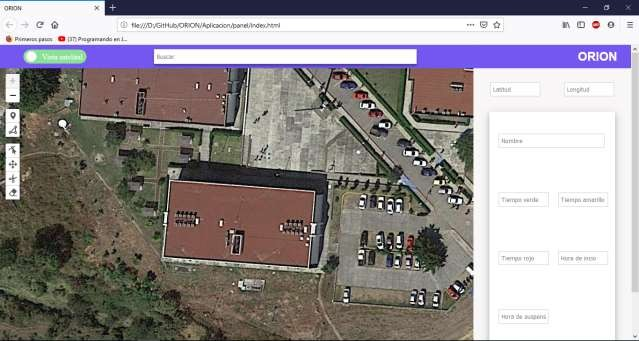 ORION
file:///D:/GitHub/ORION/Aplicacion/panel/index.html
Primeros pasos
(37) Programando en J...
Vista satelital
Buscar:
ORION
Latitud
Longitud
Nombre
Tiempo verde
Tiempo amarillo
Tiempo rojo
Hora de inicio
Hora de suspens